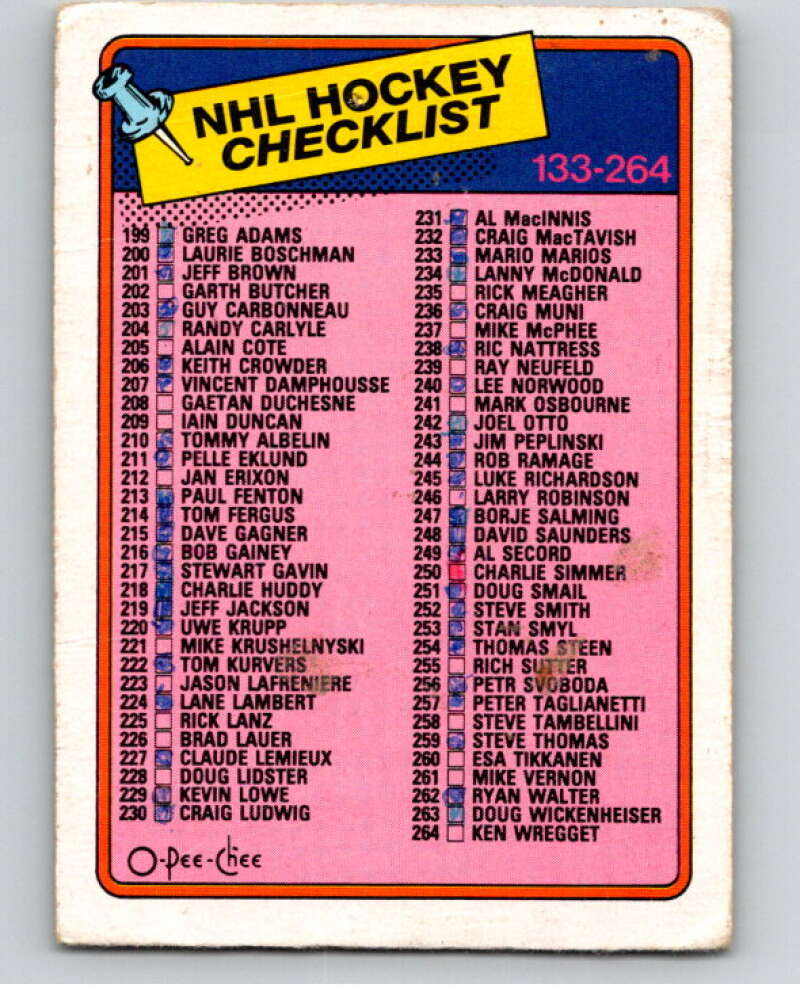 NHL HOCKEY
CHECKLIST
133-264
199 GREG ADAMS
200 LAURIE BOSCHMAN
201 JEFF BROWN
202 GARTH BUTCHER
203 GUY CARBONNEAU
204 RANDY CARLYLE
205 ALAIN COTE
206 KEITH CROWDER
207 VINCENT DAMPHOUSSE
208 GAETAN DUCHESNE
209 IAIN DUNCAN
210 TOMMY ALBELIN
211 PELLE EKLUND
212 JAN ERIXON
213 PAUL FENTON
214 TOM FERGUS
215 DAVE GAGNER
216 BOB GAINEY
217 STEWART GAVIN
218 CHARLIE HUDDY
219 JEFF JACKSON
220 UWE KRUPP
221 MIKE KRUSHELNYSKI
222 TOM KURVERS
223 JASON LAFRENIERE
224 LANE LAMBERT
225 RICK LANZ
226 BRAD LAUER
227 CLAUDE LEMIEUX
228 DOUG LIDSTER
229 KEVIN LOWE
230 CRAIG LUDWIG
231 AL MacINNIS
232 CRAIG MacTAVISH
233 MARIO MARIOS
234 LANNY McDONALD
235 RICK MEAGHER
236 CRAIG MUNI
237 MIKE McPHEE
238 RIC NATTRESS
239 RAY NEUFELD
240 LEE NORWOOD
241 MARK OSBOURNE
242 JOEL OTTO
243 JIM PEPLINSKI
244 ROB RAMAGE
245 LUKE RICHARDSON
246 LARRY ROBINSON
247 BORJE SALMING
248 DAVID SAUNDERS
249 AL SECORD
250 CHARLIE SIMMER
251 DOUG SMAIL
252 STEVE SMITH
253 STAN SMYL
254 THOMAS STEEN
255 RICH SUTTER
256 PETR SVOBODA
257 PETER TAGLIANETTI
258 STEVE TAMBELLINI
259 STEVE THOMAS
260 ESA TIKKANEN
261 MIKE VERNON
262 RYAN WALTER
263 DOUG WICKENHEISER
264 KEN WREGGET
O-Pee-Chee